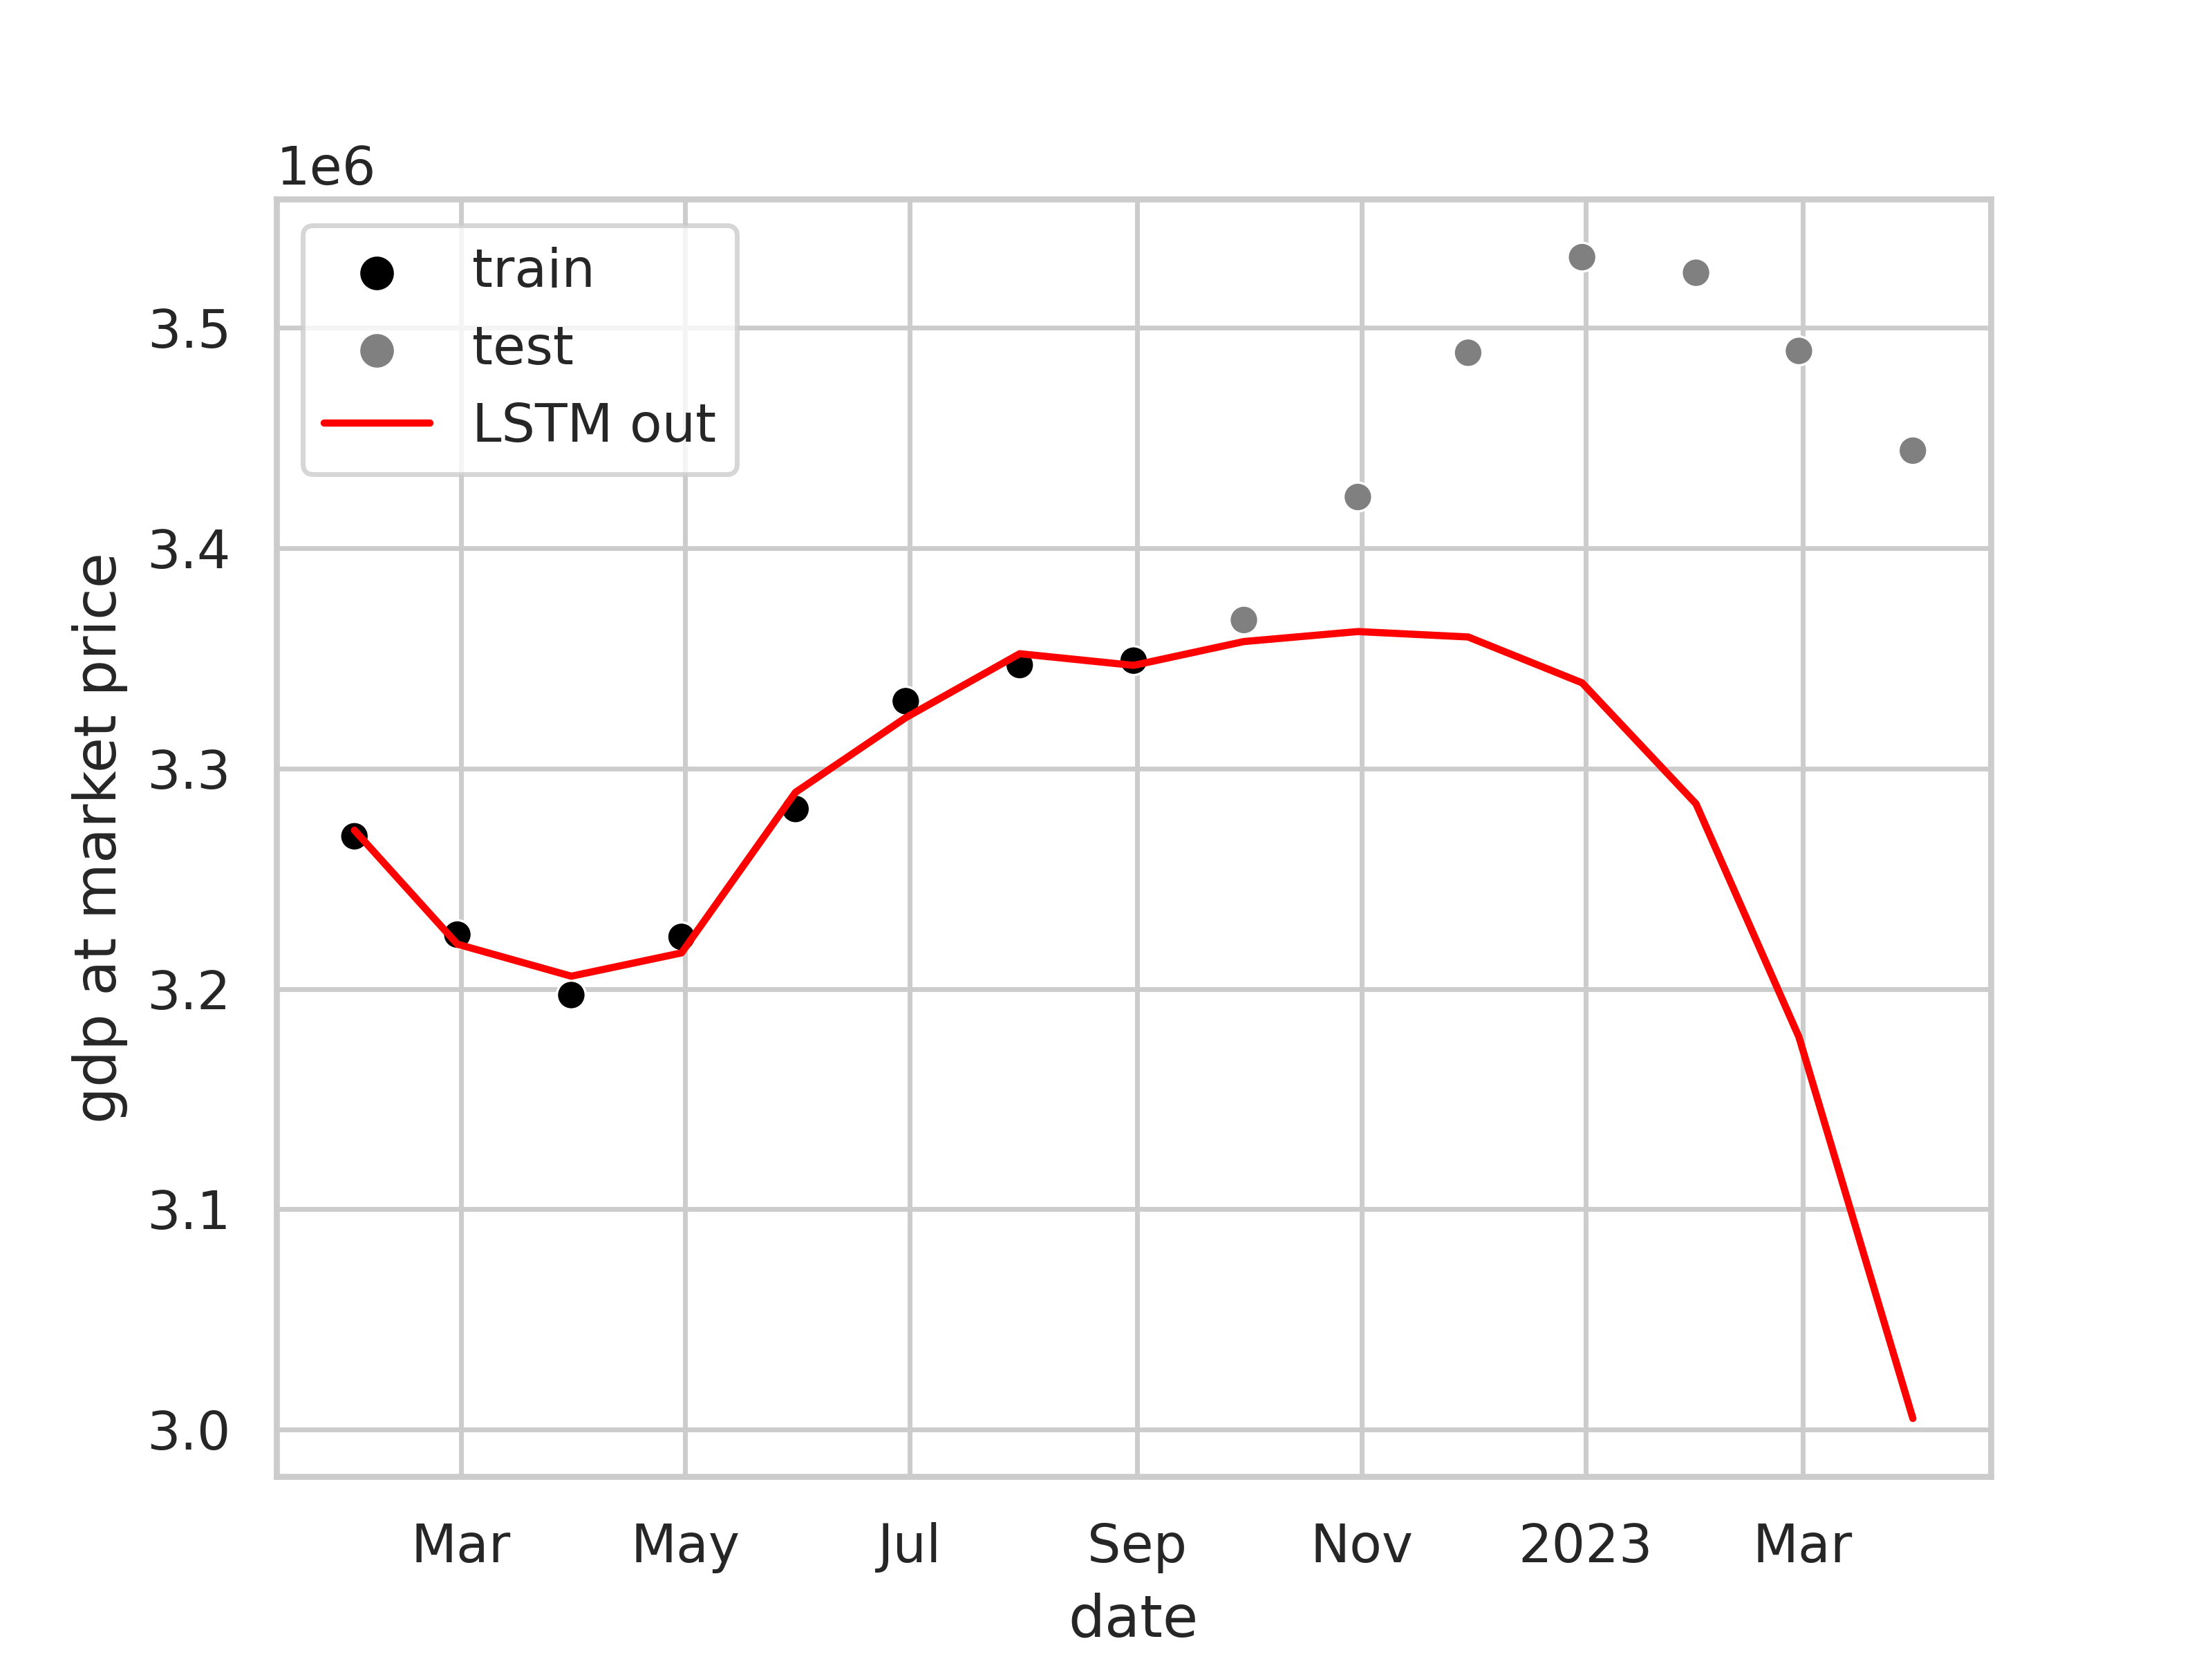 1e6
train
test
LSTM out
3.5
3.4
3.3
3.2
3.1
3.0
gdp at market price
Mar May Jul Sep Nov 2023 Mar
date